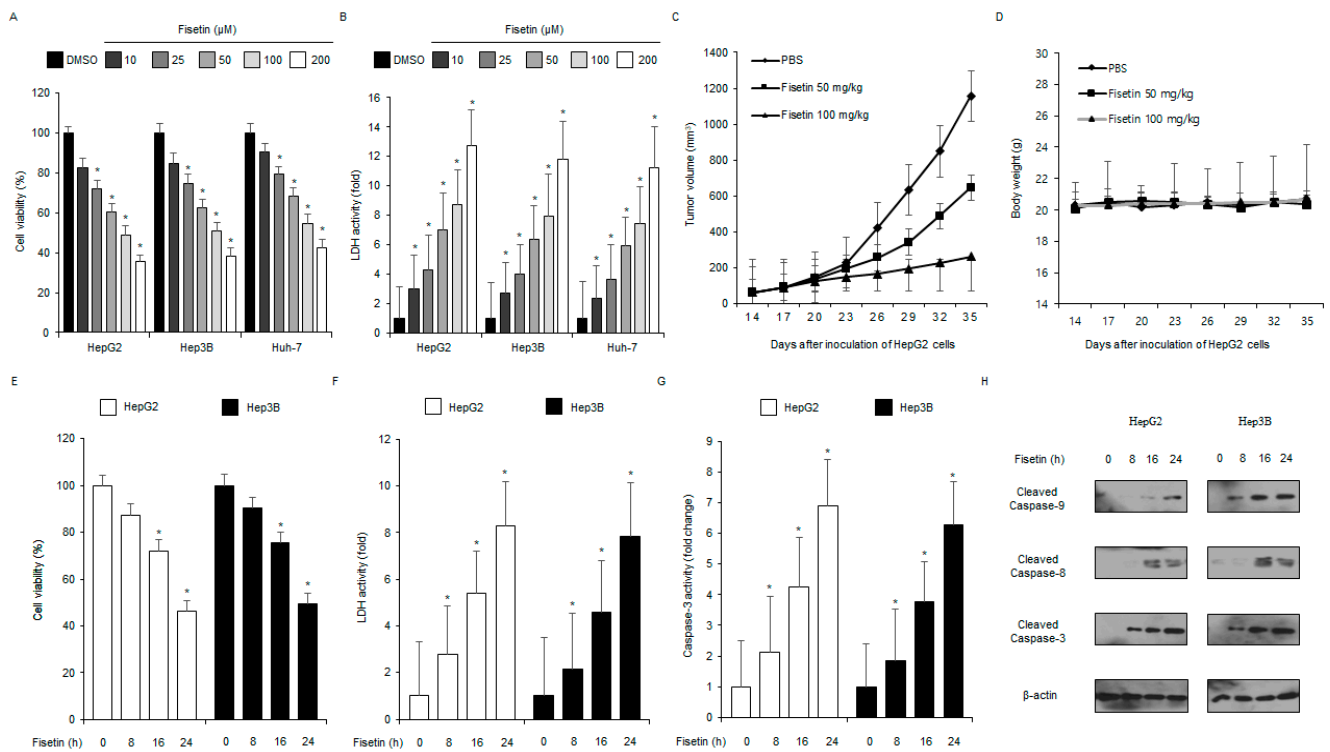 A
Fisetin (µM)
DMSO 10 25 50 100 200
Cell viability (%)
120
100
80
60
40
20
0
* * * *
* * * *
* * * *
HepG2 Hep3B Huh-7
B
Fisetin (µM)
DMSO 10 25 50 100 200
LDH activity (fold)
16
14
12
10
8
6
4
2
0
* * * * *
* * * * *
* * * * *
HepG2 Hep3B Huh-7
C
Tumor volume (mm³)
1400
1200
1000
800
600
400
200
0
PBS
Fisetin 50 mg/kg
Fisetin 100 mg/kg
14 17 20 23 26 29 32 35
Days after inoculation of HepG2 cells
D
Body weight (g)
30
28
26
24
22
20
18
16
14
PBS
Fisetin 50 mg/kg
Fisetin 100 mg/kg
14 17 20 23 26 29 32 35
Days after inoculation of HepG2 cells
E
HepG2 Hep3B
Cell viability (%)
120
100
80
60
40
20
0
* *
* *
Fisetin (h) 0 8 16 24 0 8 16 24
F
HepG2 Hep3B
LDH activity (fold)
12
10
8
6
4
2
0
* * *
* * *
Fisetin (h) 0 8 16 24 0 8 16 24
G
HepG2 Hep3B
Caspase-3 activity (fold change)
9
8
7
6
5
4
3
2
1
0
* * *
* * *
Fisetin (h) 0 8 16 24 0 8 16 24
H
HepG2 Hep3B
Fisetin (h) 0 8 16 24 0 8 16 24
Cleaved
Caspase-9
Cleaved
Caspase-8
Cleaved
Caspase-3
β-actin